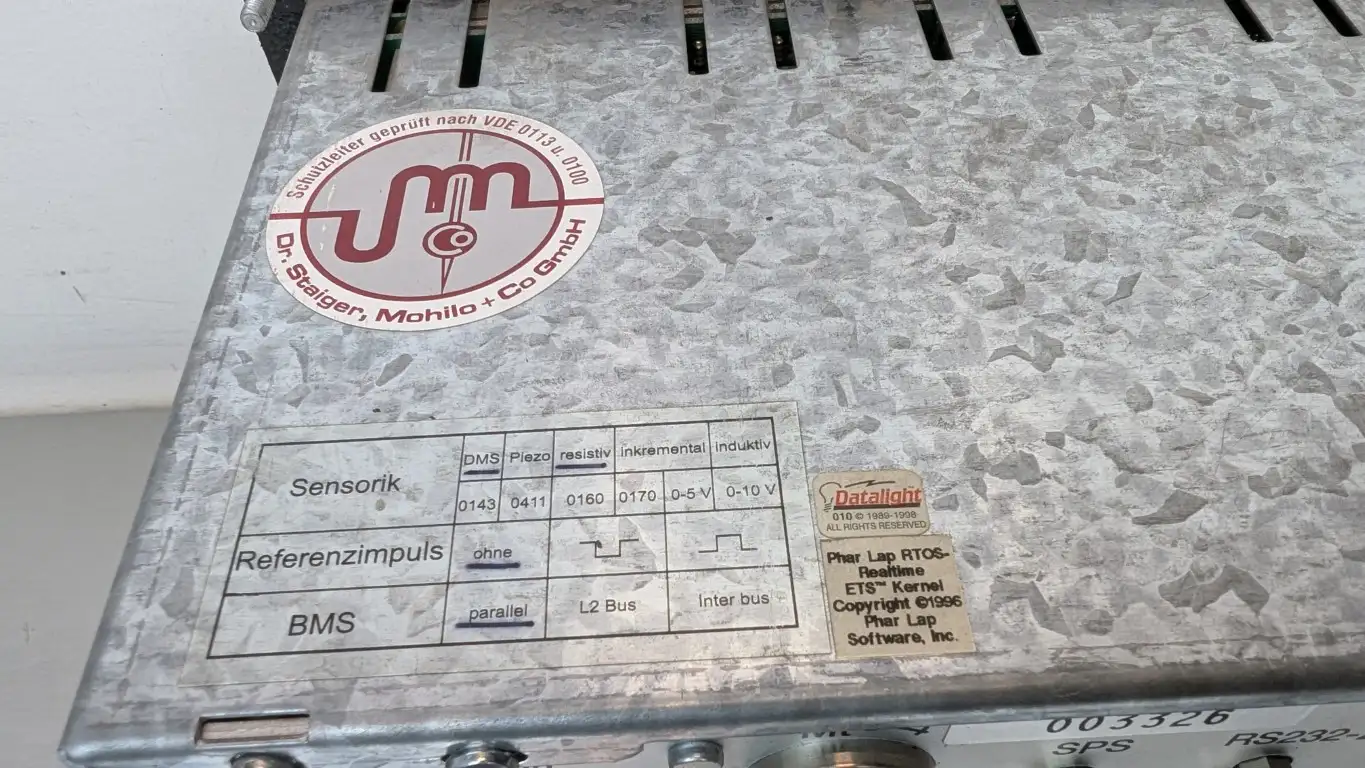 Schutzleiter geprüft nach VDE 0113 u. 0100
Dr. Staiger, Mohilo + Co GmbH
Sensorik
DMS Piezo resistiv inkremental induktiv
0143 0411 0160 0170 0-5 V 0-10 V
Referenzimpuls ohne
BMS parallel L2 Bus Inter bus
Datalight
010 © 1989-1998
ALL RIGHTS RESERVED
Phar Lap RTOS-
Realtime
ETS™ Kernel
Copyright ©1996
Phar Lap
Software, Inc.
003326
SPS